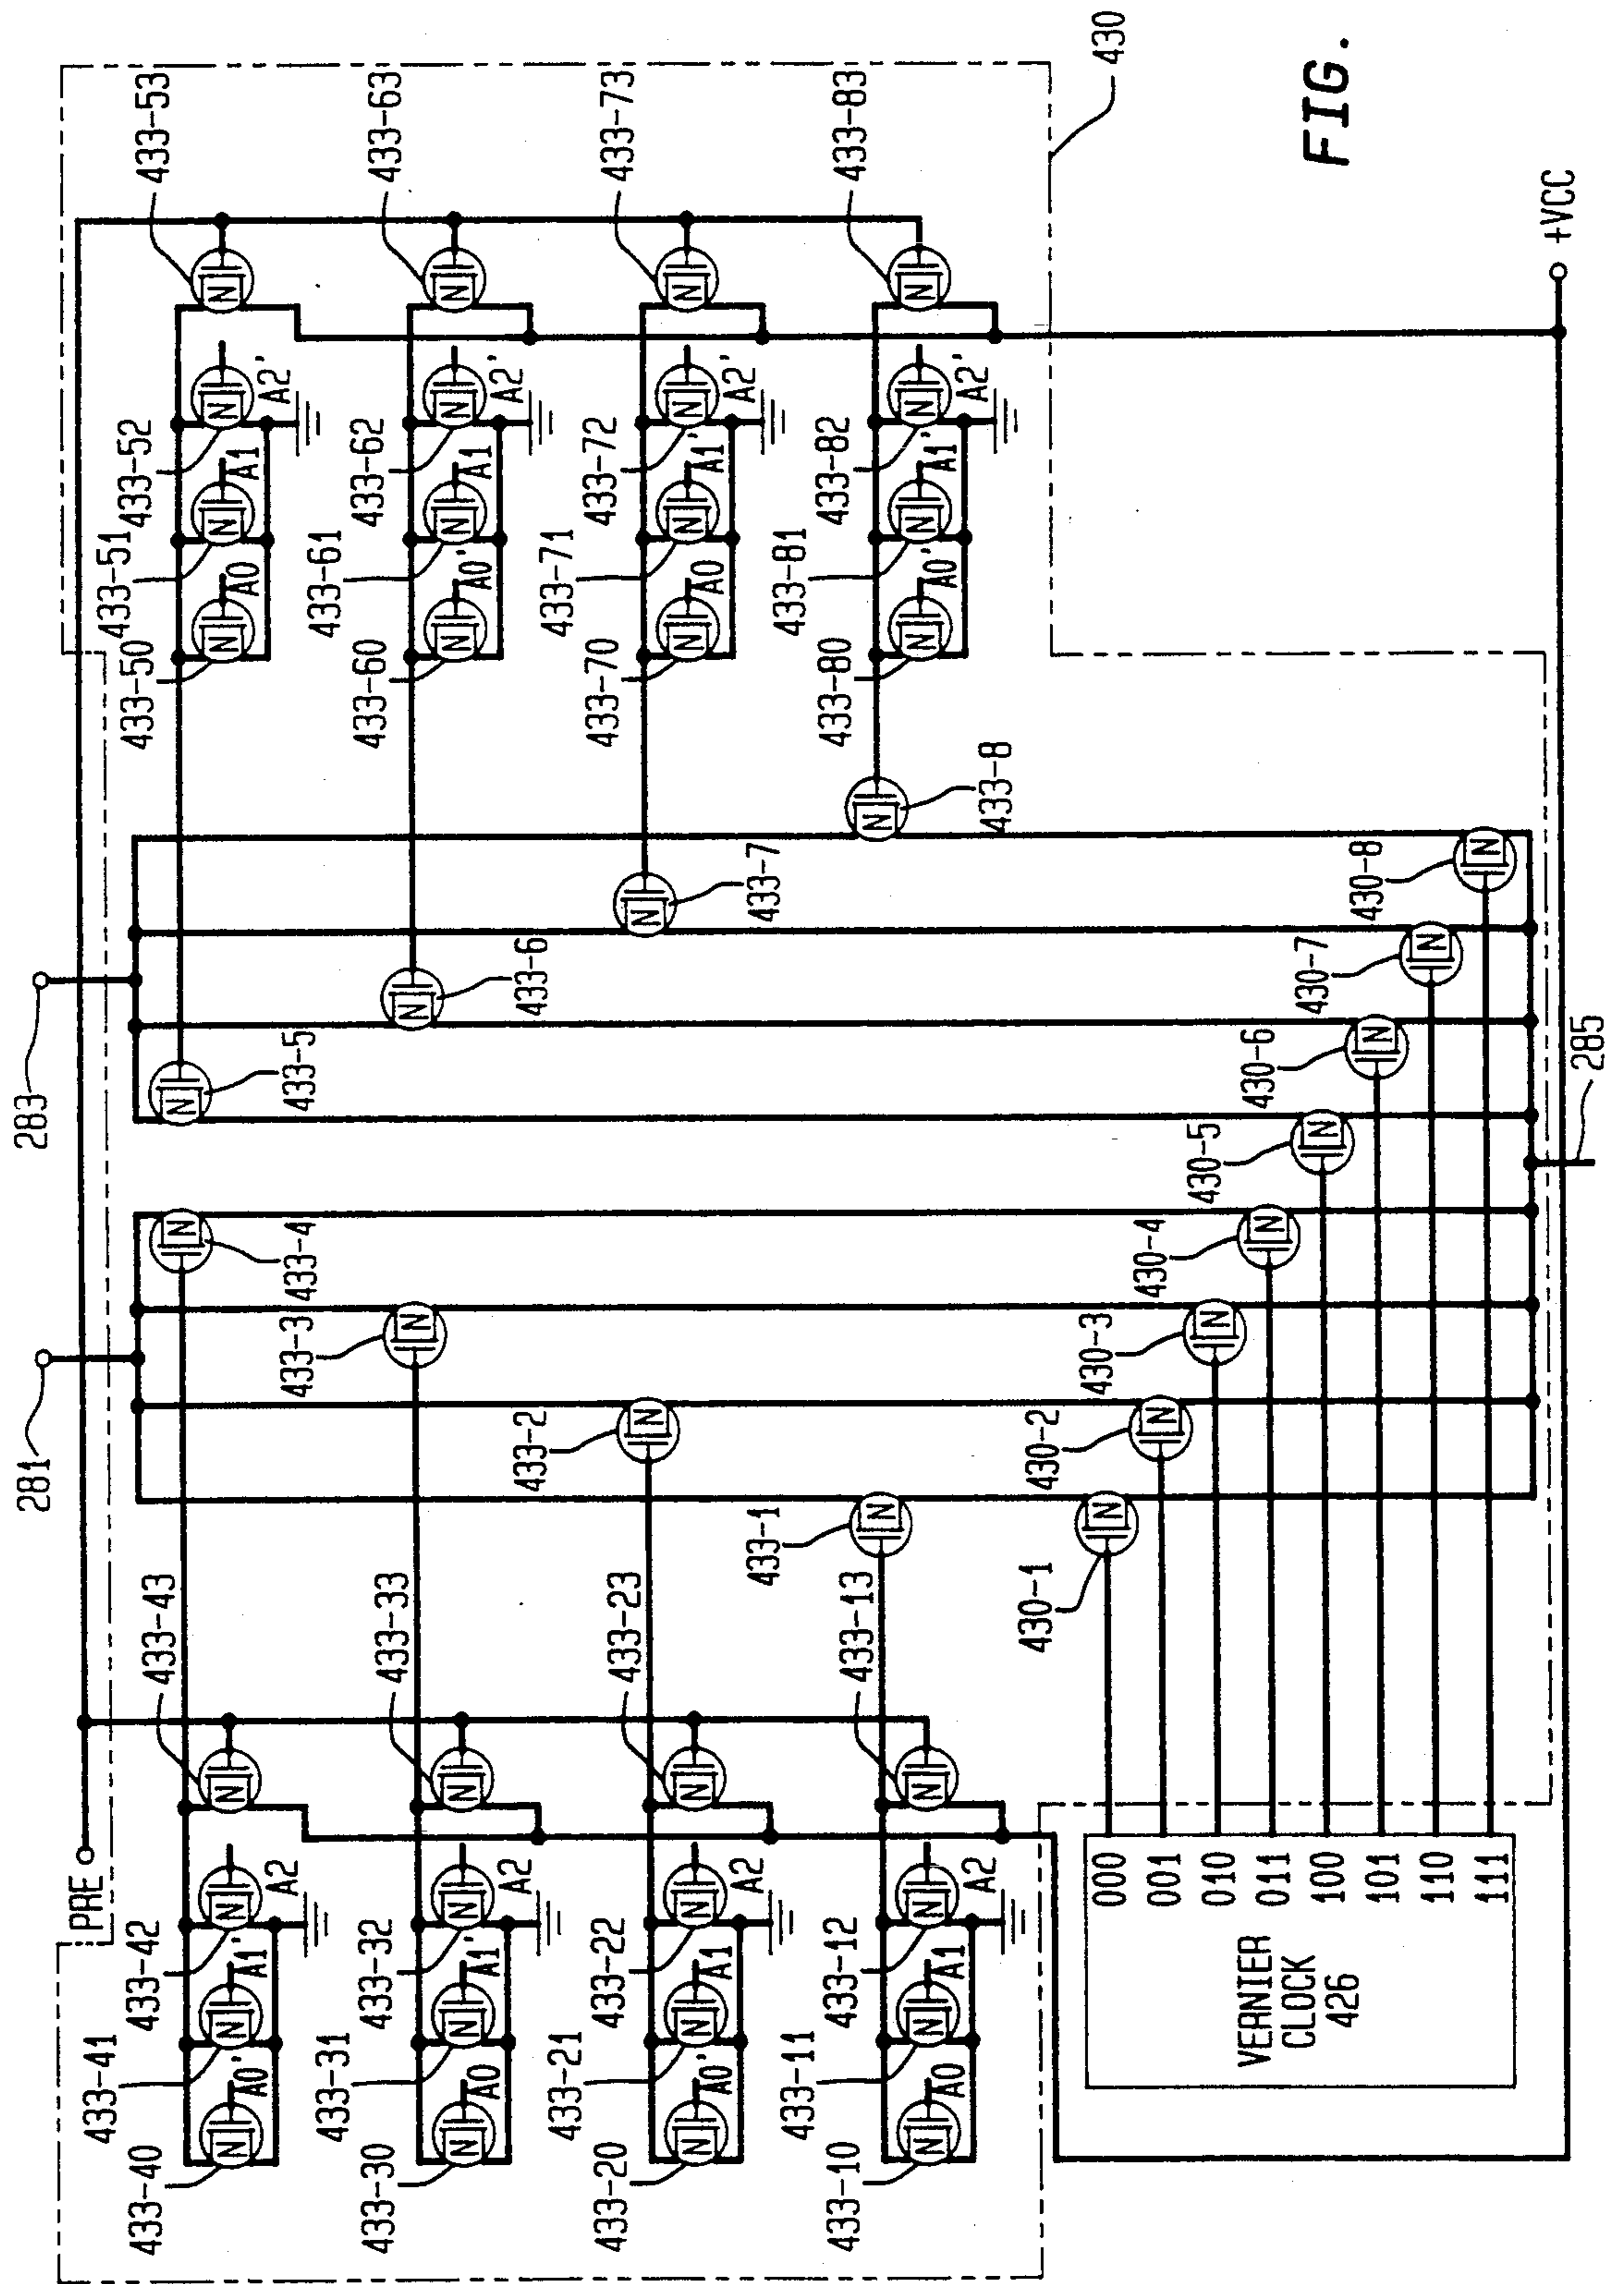 FIG.
430
283
281
PRE
433-53
433-63
433-73
433-83
433-52
433-51
433-50
A0
A1
A2'
433-62
433-61
433-60
A0'
A1
A2'
433-72
433-71
433-70
A0
A1'
A2'
433-82
433-81
433-80
A0'
A1'
A2'
N
433-8
433-7
433-6
433-5
433-4
433-3
433-2
433-1
433-43
433-33
433-23
433-13
433-42
433-41
433-40
A0'
A1'
A2
433-32
433-31
433-30
A0
A1'
A2
433-22
433-21
433-20
A0'
A1
A2
433-12
433-11
433-10
A0
A1
A2
430-8
430-7
430-6
430-5
430-4
430-3
430-2
430-1
+VCC
285
000
001
010
011
100
101
110
111
VERNIER
CLOCK
426